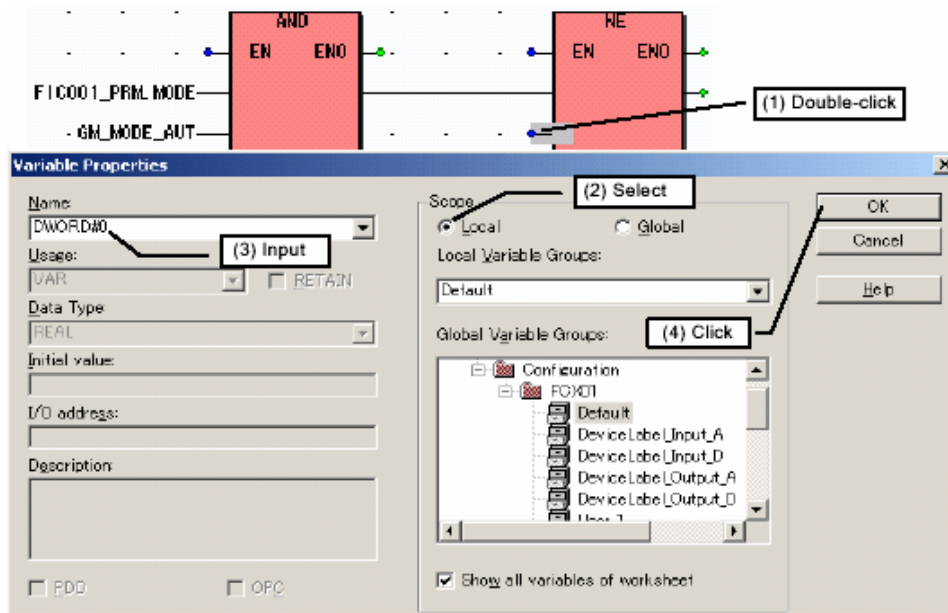 AND
NE
EN ENO
EN ENO
FIC001_PRM.MODE
GM_MODE_AUT
(1) Double-click
Variable Properties
Name:
DWORD#0
(3) Input
Usage:
VAR
RETAIN
Data Type:
REAL
Initial value:
I/O address:
Description:
PDD
OPC
Scope
(2) Select
Local
Global
Local Variable Groups:
Default
Global Variable Groups:
(4) Click
Configuration
FCX01
Default
DeviceLabel_Input_A
DeviceLabel_Input_D
DeviceLabel_Output_A
DeviceLabel_Output_D
Show all variables of worksheet
OK
Cancel
Help